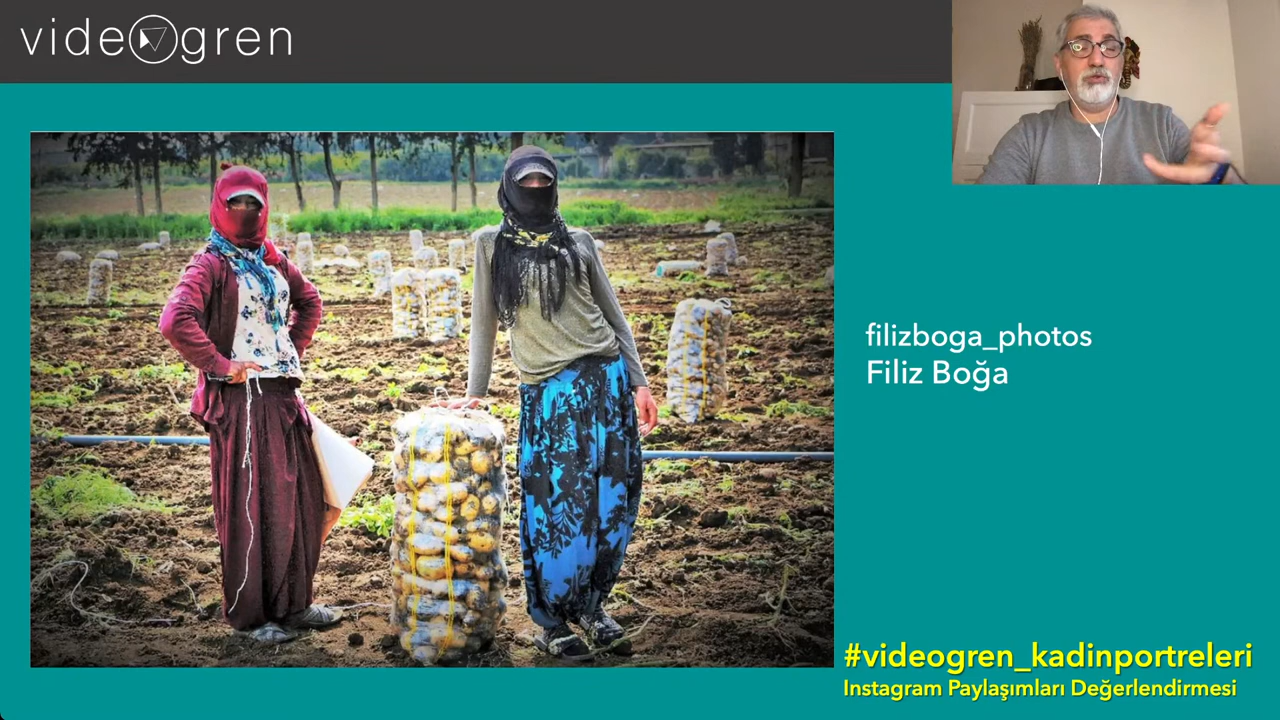 videogren
filizboga_photos
Filiz Boğa
#videogren_kadinportreleri
Instagram Paylaşımları Değerlendirmesi